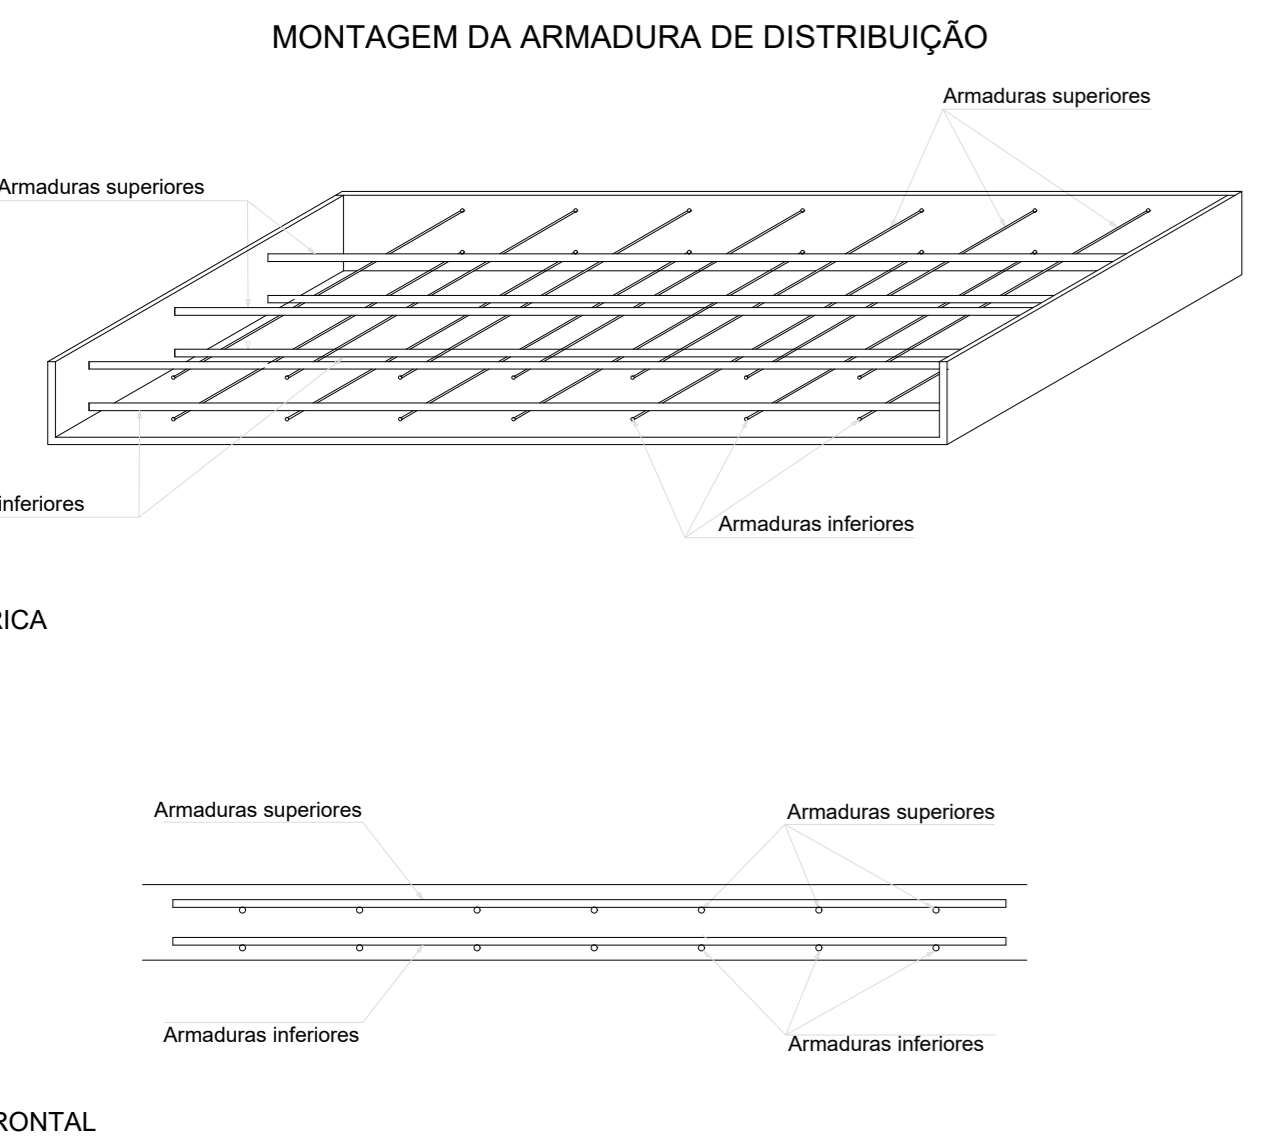 MONTAGEM DA ARMADURA DE DISTRIBUIÇÃO
Armaduras superiores
Armaduras superiores
inferiores
Armaduras inferiores
RICA
Armaduras superiores
Armaduras superiores
Armaduras inferiores
Armaduras inferiores
RONTAL